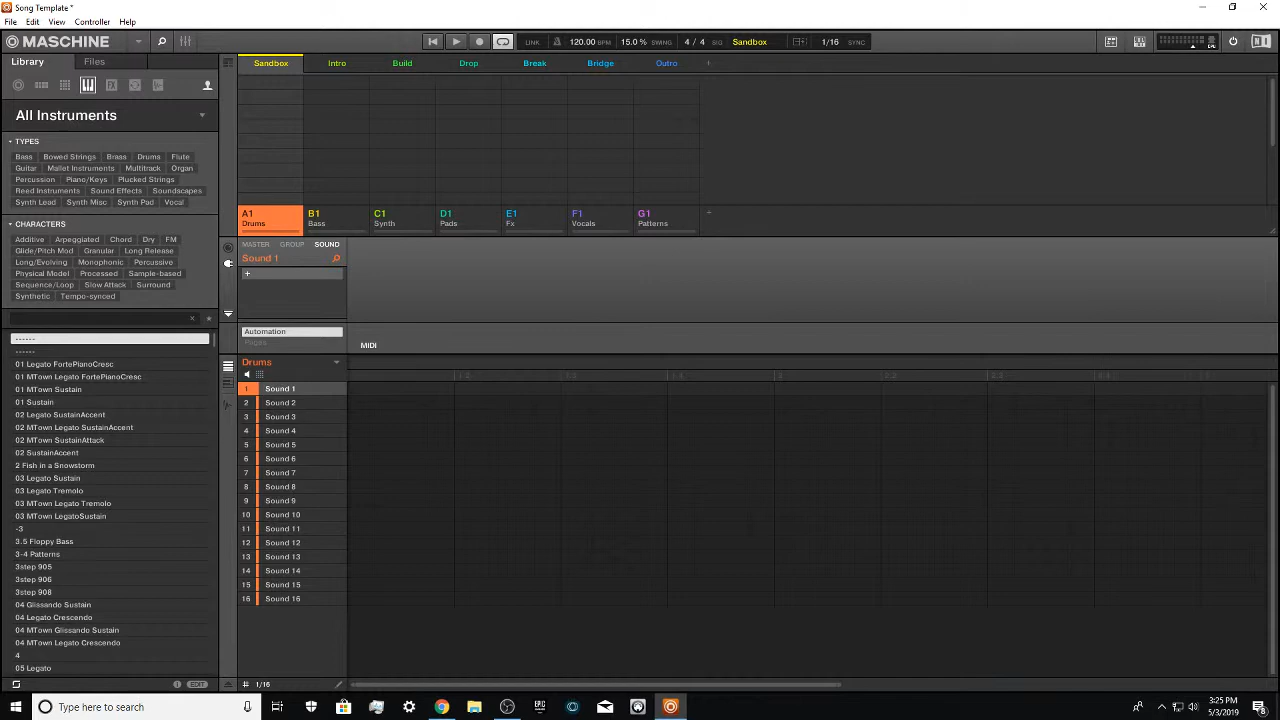 Song Template*
File Edit View Controller Help
MASCHINE
LINK 120.00 BPM 15.0 % SWING 4 / 4 SIG Sandbox 1/16 SYNC
Library Files
Sandbox Intro Build Drop Break Bridge Outro +
All Instruments
TYPES
Bass Bowed Strings Brass Drums Flute
Guitar Mallet Instruments Multitrack Organ
Percussion Piano/Keys Plucked Strings
Reed Instruments Sound Effects Soundscapes
Synth Lead Synth Misc Synth Pad Vocal
A1 B1 C1 D1 E1 F1 G1 +
Drums Bass Synth Pads Fx Vocals Patterns
CHARACTERS
Additive Arpeggiated Chord Dry FM
Glide/Pitch Mod Granular Long Release
Long/Evolving Monophonic Percussive
Physical Model Processed Sample-based
Sequence/Loop Slow Attack Surround
Synthetic Tempo-synced
MASTER GROUP SOUND
Sound 1
+
Automation
Pages
MIDI
------
------
01 Legato FortePianoCresc
01 MTown Legato FortePianoCresc
01 MTown Sustain
01 Sustain
02 Legato SustainAccent
02 MTown Legato SustainAccent
02 MTown SustainAttack
02 SustainAccent
2 Fish in a Snowstorm
03 Legato Sustain
03 Legato Tremolo
03 MTown Legato Tremolo
03 MTown LegatoSustain
-3
3.5 Floppy Bass
3-4 Patterns
3step 905
3step 906
3step 908
04 Glissando Sustain
04 Legato Crescendo
04 MTown Glissando Sustain
04 MTown Legato Crescendo
4
05 Legato
EDIT
Drums
1 Sound 1
2 Sound 2
3 Sound 3
4 Sound 4
5 Sound 5
6 Sound 6
7 Sound 7
8 Sound 8
9 Sound 9
10 Sound 10
11 Sound 11
12 Sound 12
13 Sound 13
14 Sound 14
15 Sound 15
16 Sound 16
1/16
Type here to search
EPIC
3:25 PM
5/3/2019